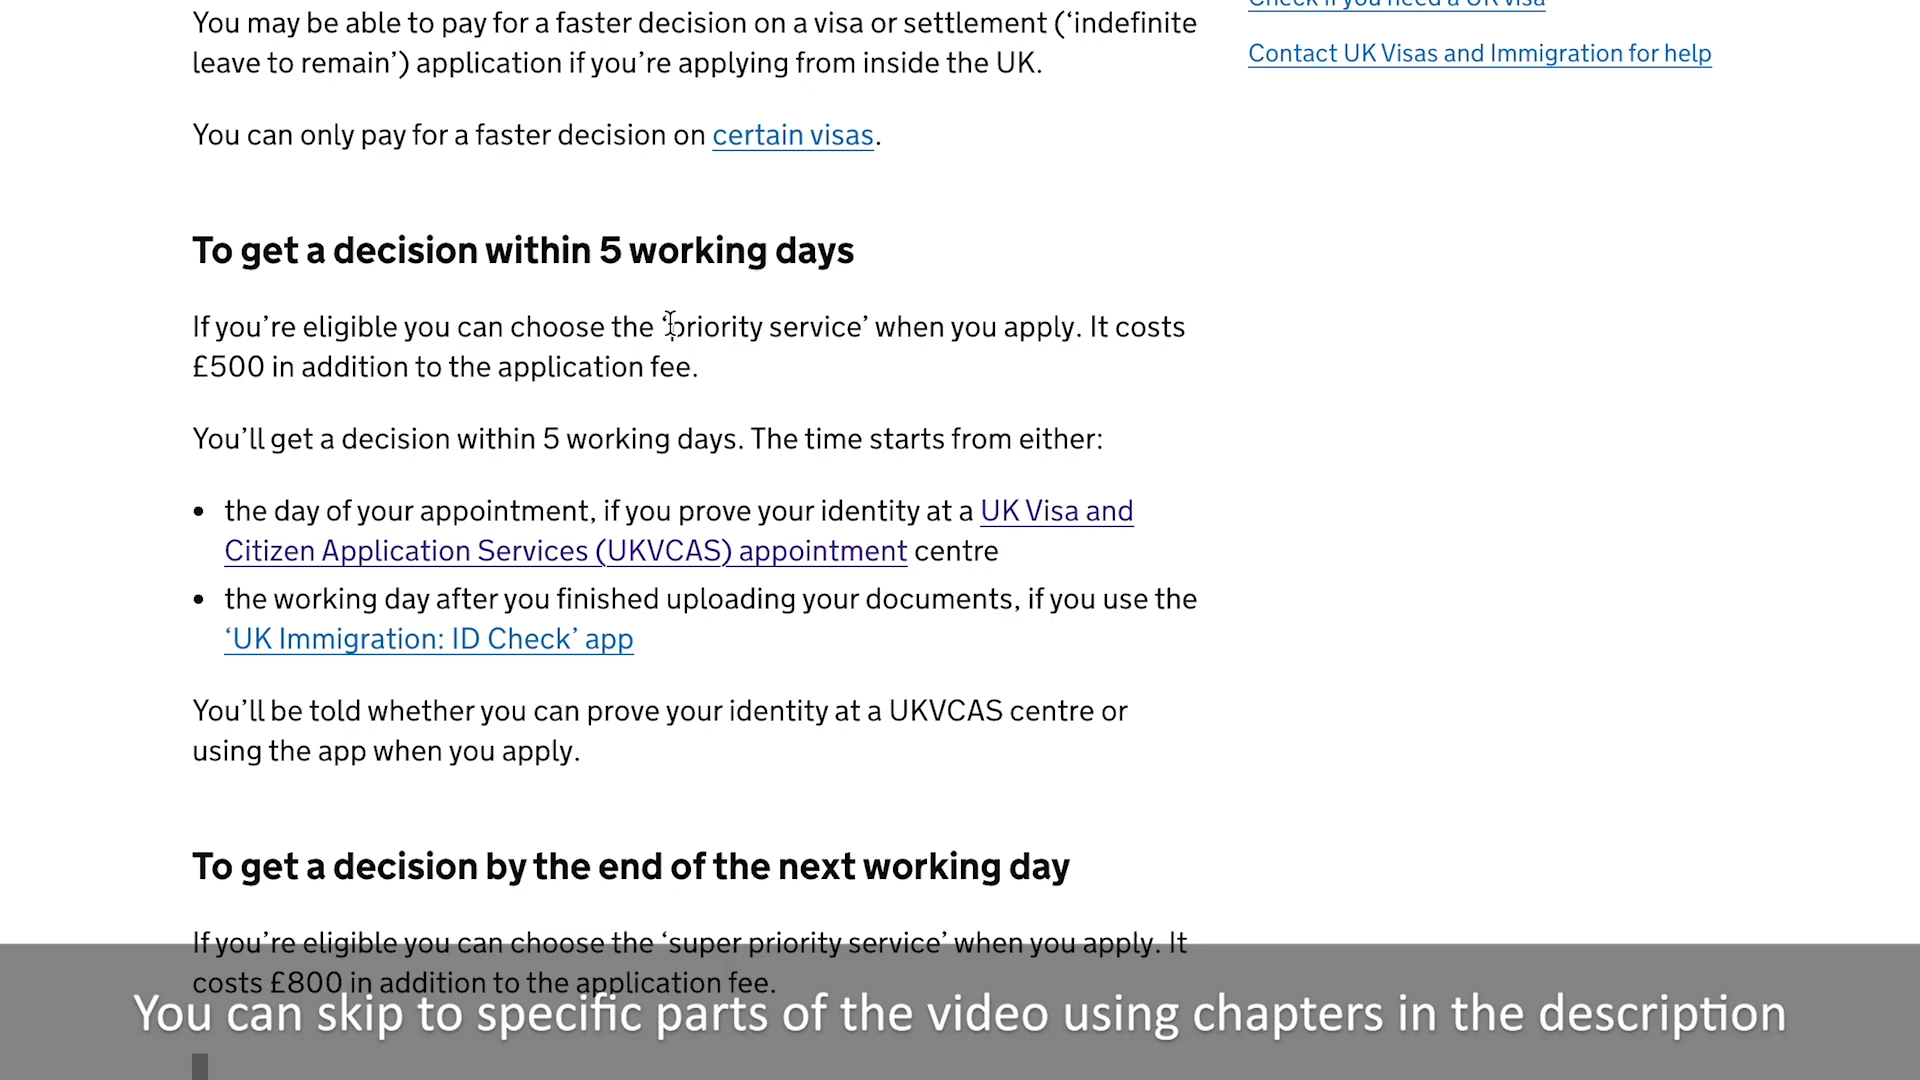 You may be able to pay for a faster decision on a visa or settlement (‘indefinite
leave to remain’) application if you’re applying from inside the UK.
You can only pay for a faster decision on certain visas.
Check if you need a UK visa
Contact UK Visas and Immigration for help
To get a decision within 5 working days
If you’re eligible you can choose the ‘priority service’ when you apply. It costs
£500 in addition to the application fee.
You’ll get a decision within 5 working days. The time starts from either:
• the day of your appointment, if you prove your identity at a UK Visa and
Citizen Application Services (UKVCAS) appointment centre
• the working day after you finished uploading your documents, if you use the
‘UK Immigration: ID Check’ app
You’ll be told whether you can prove your identity at a UKVCAS centre or
using the app when you apply.
To get a decision by the end of the next working day
If you’re eligible you can choose the ‘super priority service’ when you apply. It
costs £800 in addition to the application fee.
You can skip to specific parts of the video using chapters in the description